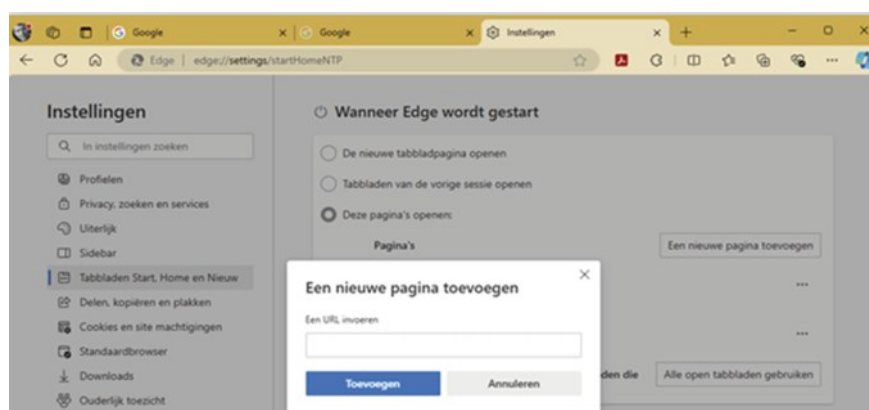 Google
Google
Instellingen
Edge
edge://settings/startHomeNTP
Instellingen
In instellingen zoeken
Profielen
Privacy, zoeken en services
Uiterlijk
Sidebar
Tabbladen Start, Home en Nieuw
Delen, kopiëren en plakken
Cookies en site machtigingen
Standaardbrowser
Downloads
Ouderlijk toezicht
Wanneer Edge wordt gestart
De nieuwe tabbladpagina openen
Tabbladen van de vorige sessie openen
Deze pagina's openen:
Pagina's
Een nieuwe pagina toevoegen
Een nieuwe pagina toevoegen
Een URL invoeren
Toevoegen
Annuleren
den die
Alle open tabbladen gebruiken